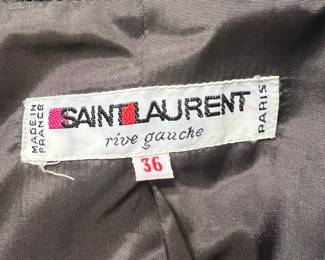 MADE IN
FRANCE
SAINT LAURENT
rive gauche
PARIS
36